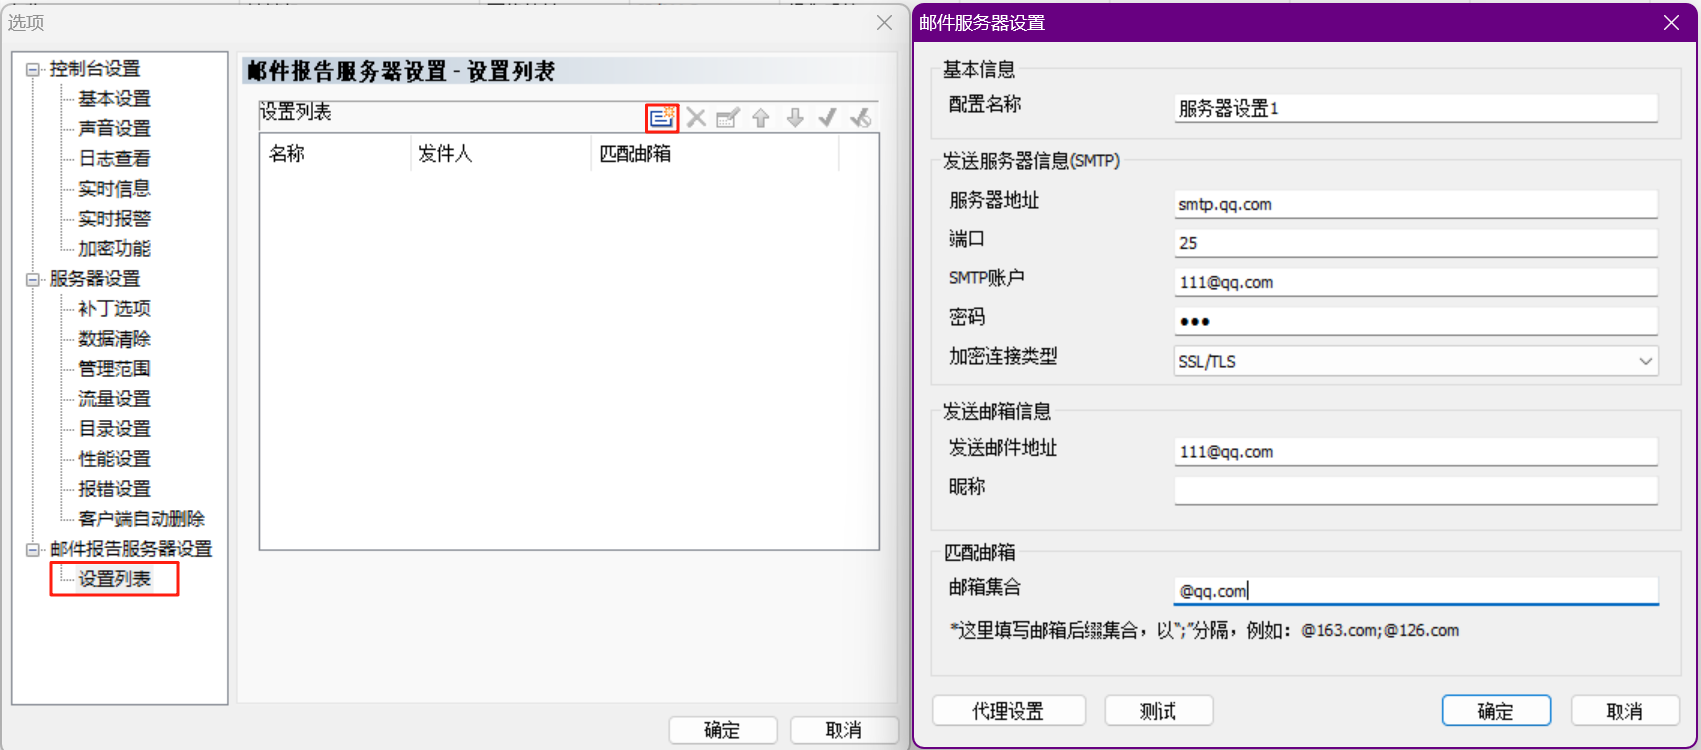 选项
控制台设置
基本设置
声音设置
日志查看
实时信息
实时报警
加密功能
服务器设置
补丁选项
数据清除
管理范围
流量设置
目录设置
性能设置
报错设置
客户端自动删除
邮件报告服务器设置
设置列表
邮件报告服务器设置 - 设置列表
设置列表
名称 发件人 匹配邮箱
确定 取消
邮件服务器设置
基本信息
配置名称 服务器设置1
发送服务器信息(SMTP)
服务器地址 smtp.qq.com
端口 25
SMTP账户 111@qq.com
密码 ●●●
加密连接类型 SSL/TLS
发送邮箱信息
发送邮件地址 111@qq.com
昵称
匹配邮箱
邮箱集合 @qq.com
*这里填写邮箱后缀集合，以“;”分隔，例如：@163.com;@126.com
代理设置 测试 确定 取消